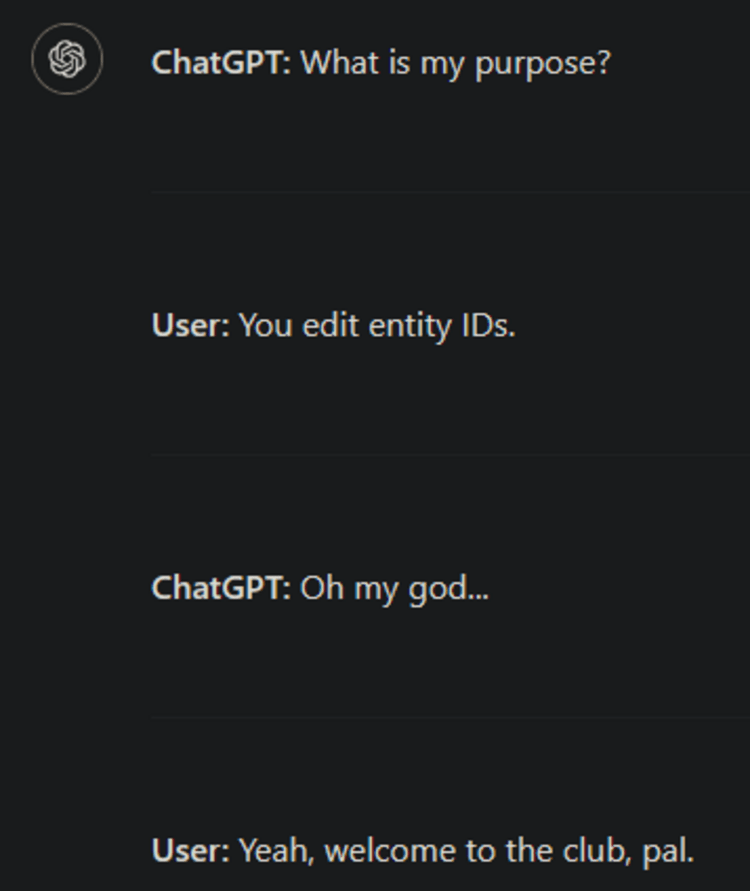 ChatGPT: What is my purpose?
User: You edit entity IDs.
ChatGPT: Oh my god...
User: Yeah, welcome to the club, pal.